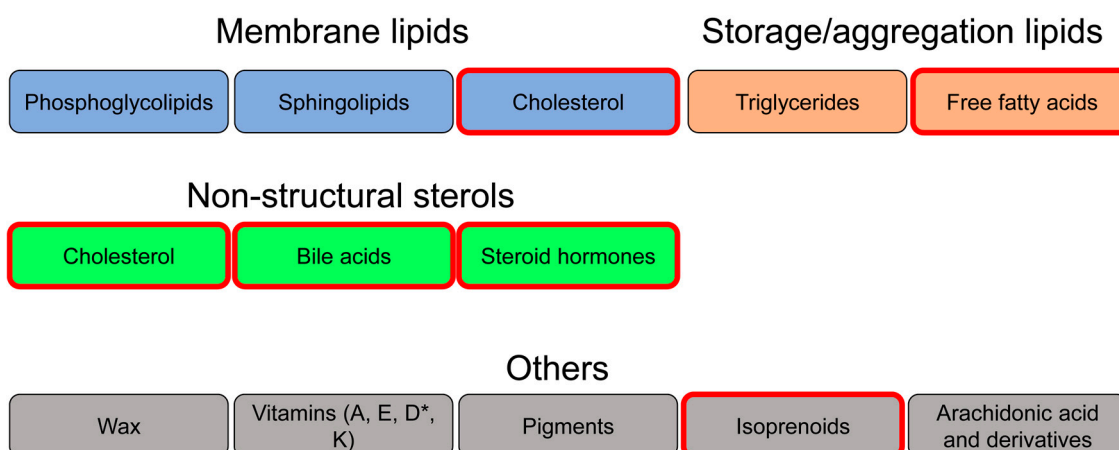 Membrane lipids
Storage/aggregation lipids
Phosphoglycolipids
Sphingolipids
Cholesterol
Triglycerides
Free fatty acids
Non-structural sterols
Cholesterol
Bile acids
Steroid hormones
Others
Wax
Vitamins (A, E, D*,
K)
Pigments
Isoprenoids
Arachidonic acid
and derivatives